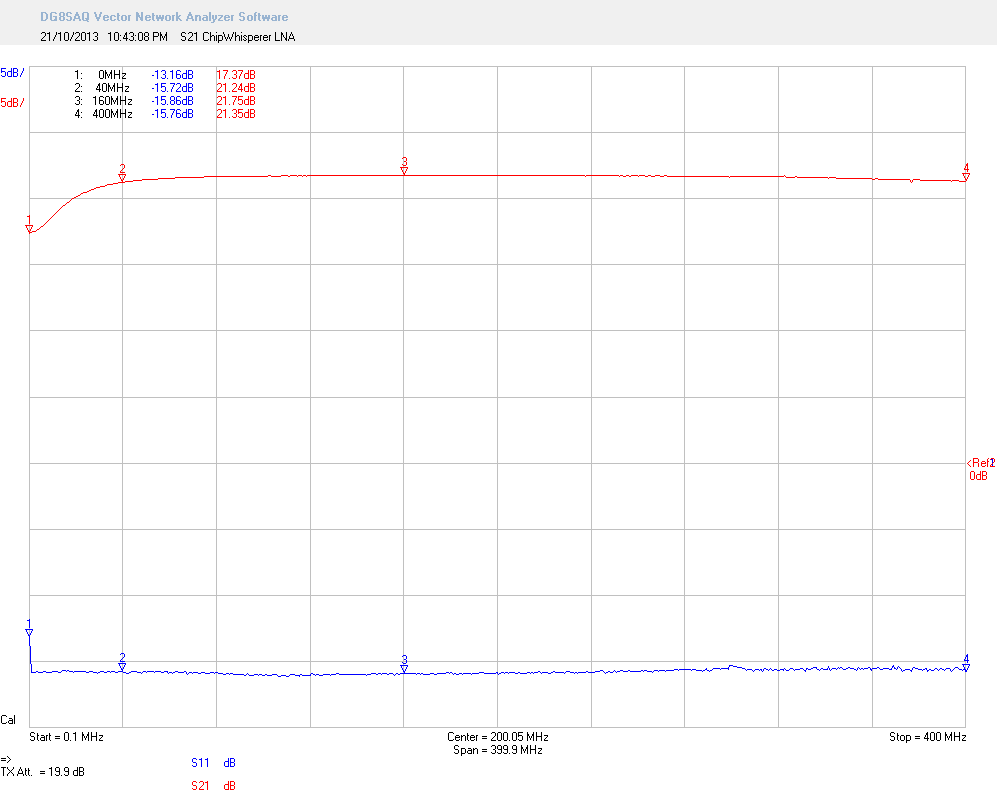 DG8SAQ Vector Network Analyzer Software
21/10/2013 10:43:08 PM S21 ChipWhisperer LNA
5dB/
5dB/
1: 0MHz -13.16dB 17.37dB
2: 40MHz -15.72dB 21.24dB
3: 160MHz -15.86dB 21.75dB
4: 400MHz -15.76dB 21.35dB
1
2
3
4
<Ref2
0dB
1
2
3
4
Cal
Start = 0.1 MHz
Center = 200.05 MHz
Span = 399.9 MHz
Stop = 400 MHz
=>
TX Att. = 19.9 dB
S11 dB
S21 dB